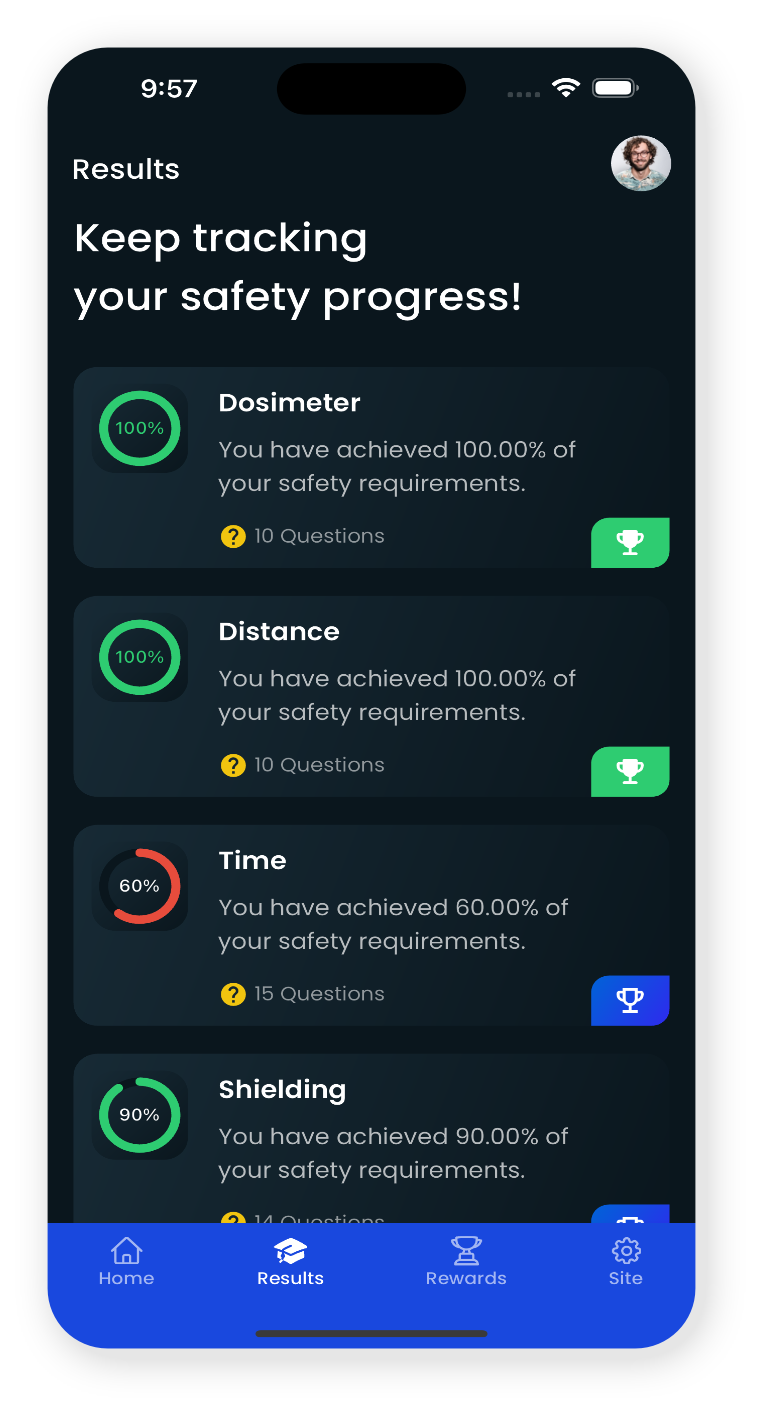 9:57
Results
Keep tracking
your safety progress!
100%
Dosimeter
You have achieved 100.00% of
your safety requirements.
? 10 Questions
100%
Distance
You have achieved 100.00% of
your safety requirements.
? 10 Questions
60%
Time
You have achieved 60.00% of
your safety requirements.
? 15 Questions
90%
Shielding
You have achieved 90.00% of
your safety requirements.
? 14 Questions
Home Results Rewards Site